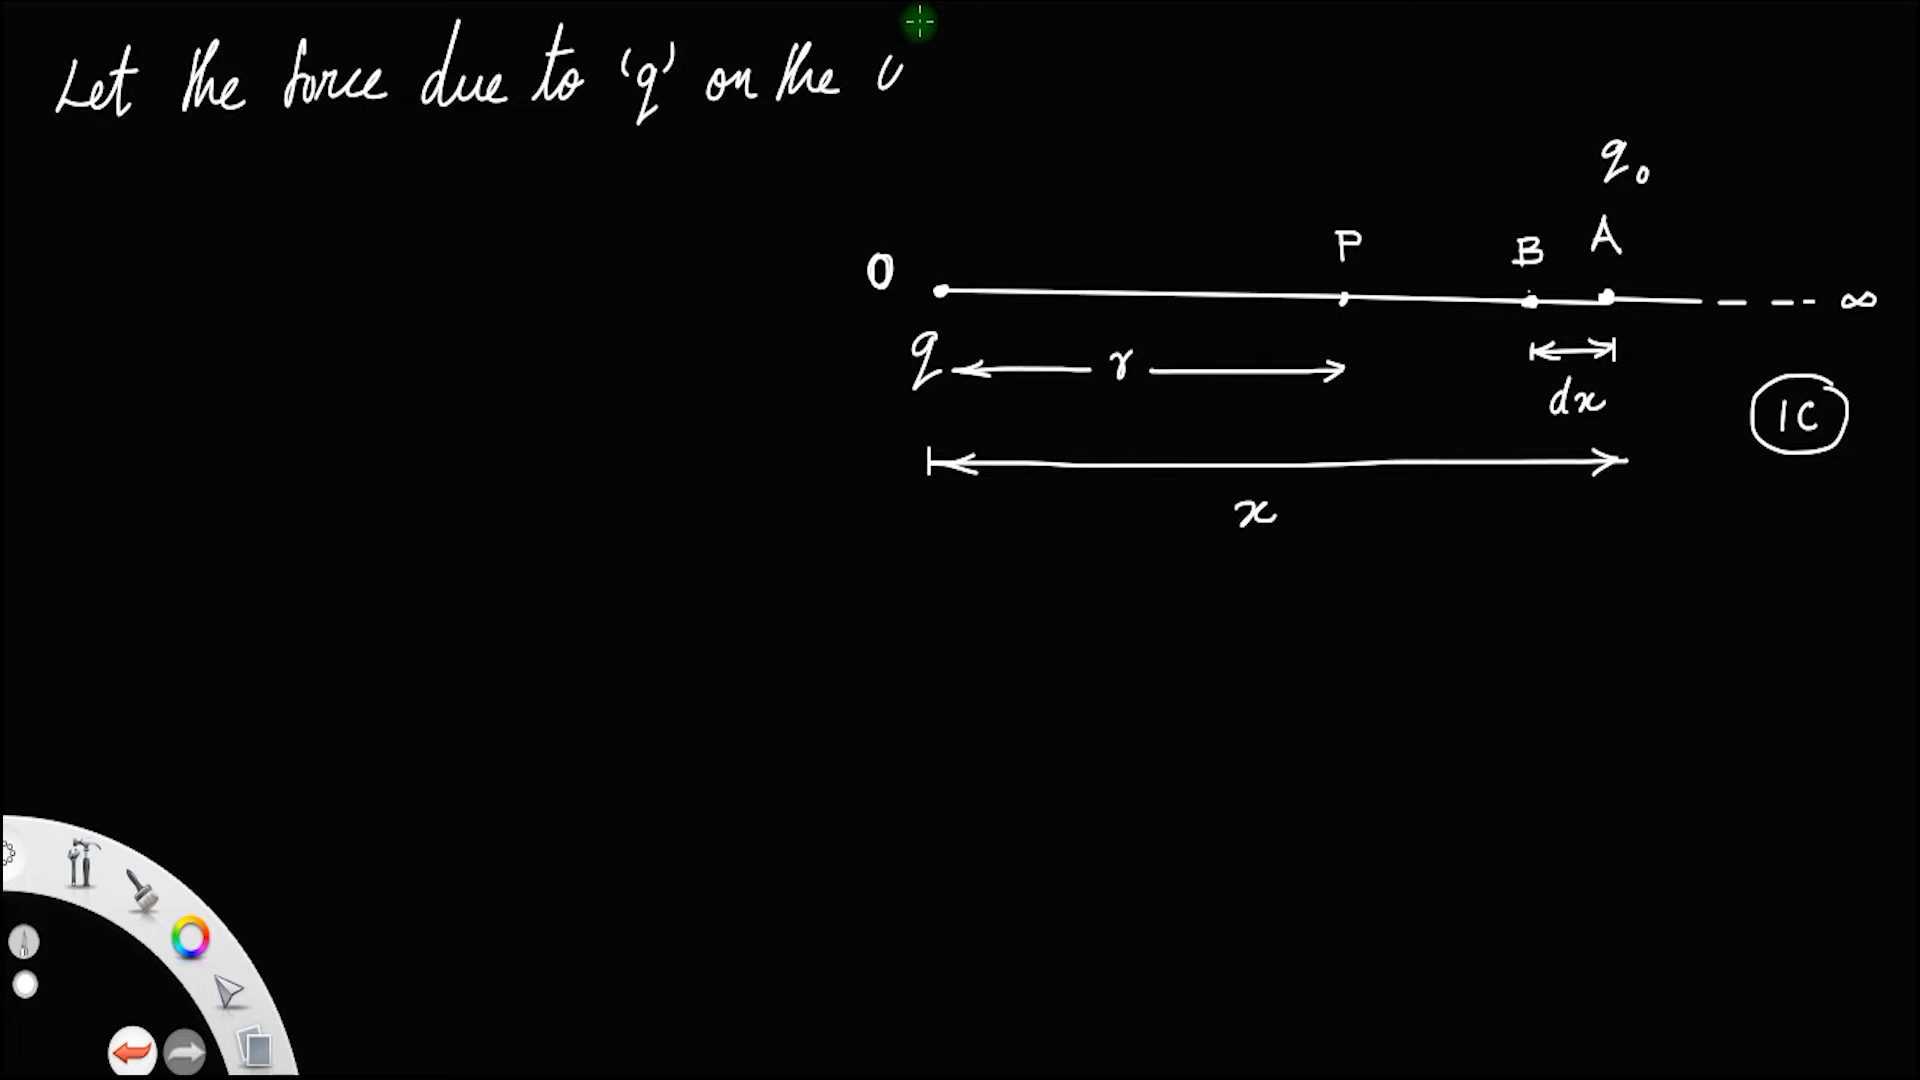 Let the force due to 'q' on the u
q₀
O P B A ∞
q r
dx
1C
x